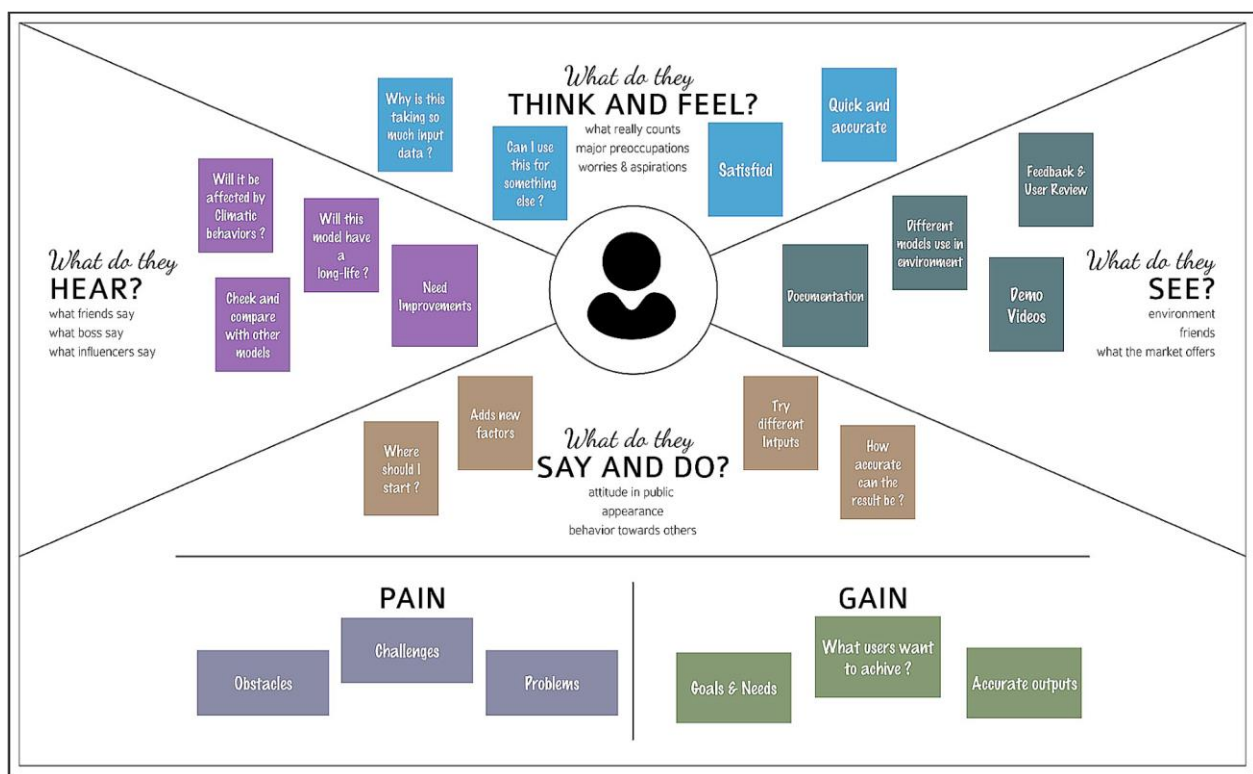 What do they
THINK AND FEEL?
what really counts
major preoccupations
worries & aspirations
Why is this
taking so
much input
data ?
Can I use
this for
something
else ?
Satisfied
Quick and
accurate
What do they
HEAR?
what friends say
what boss say
what influencers say
Will it be
affected by
Climatic
behaviors ?
Will this
model have
a
long-life ?
Need
Improvements
Check and
compare
with other
models
What do they
SEE?
environment
friends
what the market offers
Feedback &
User Review
Different
models use in
environment
Documentation
Demo
Videos
What do they
SAY AND DO?
attitude in public
appearance
behavior towards others
Adds new
factors
Where
should I
start ?
Try
different
Intputs
How
accurate
can the
result be ?
PAIN
Obstacles
Challenges
Problems
GAIN
Goals & Needs
What users want
to achive ?
Accurate outputs